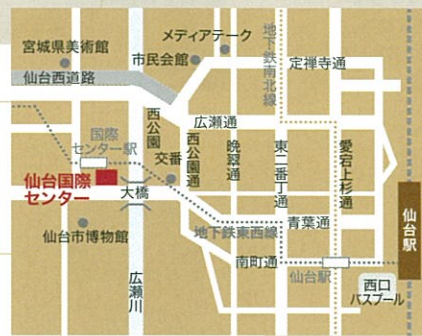 メディアテーク
宮城県美術館
市民会館
地下鉄南北線
定禅寺通
仙台西道路
西公園
広瀬通
国際
センター駅
交番
西公園通
晩翠通
東二番丁通
愛宕上杉通
仙台国際
センター
大橋
仙台駅
青葉通
仙台市博物館
地下鉄東西線
南町通
仙台駅
広瀬川
西口
バスプール